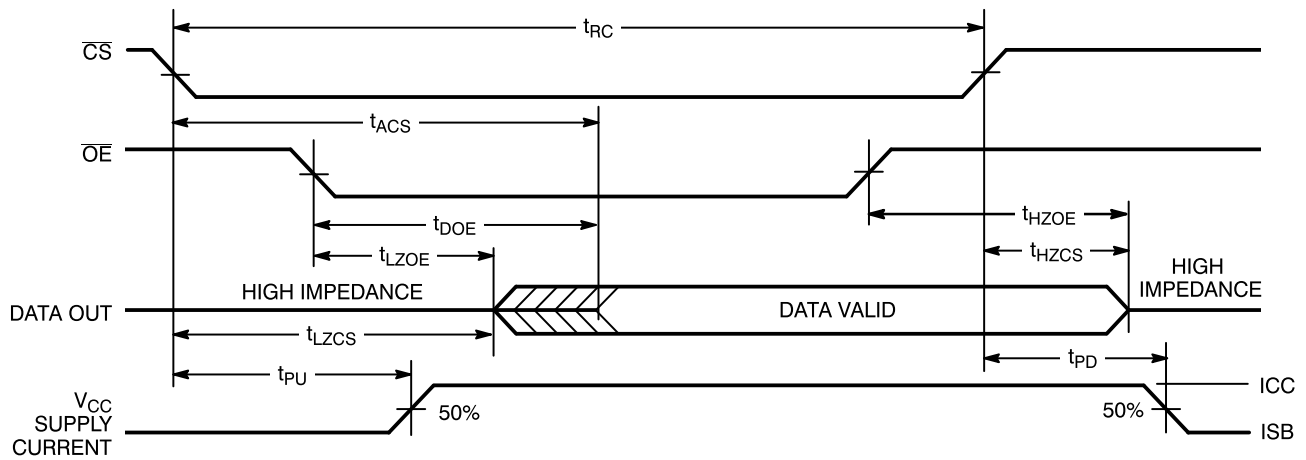 tRC
CS
tACS
OE
tHZOE
tDOE
tHZCS
tLZOE
HIGH
IMPEDANCE
HIGH IMPEDANCE
DATA OUT
DATA VALID
tLZCS
tPD
tPU
ICC
VCC
SUPPLY
CURRENT
50%
50%
ISB